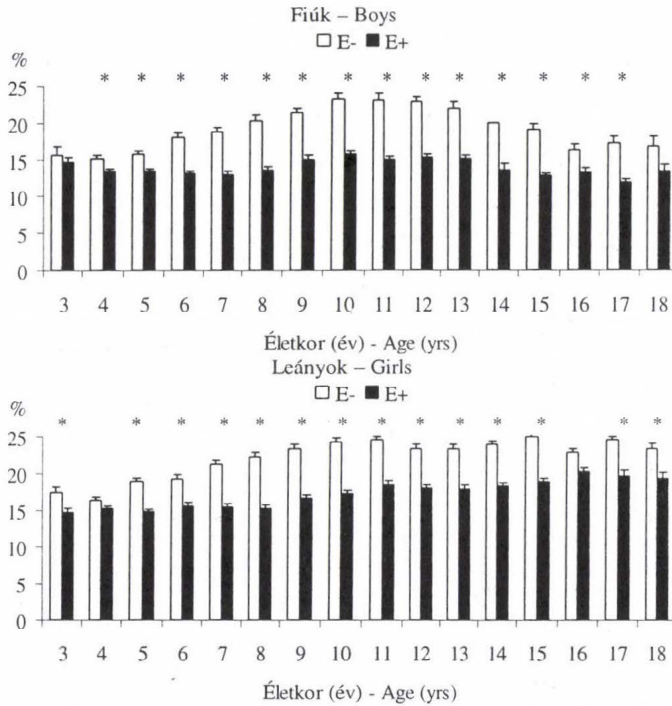 Fiúk – Boys
□ E- ■ E+
%
* * * * * * * * * * * * * *
25
20
15
10
5
0
3 4 5 6 7 8 9 10 11 12 13 14 15 16 17 18
Életkor (év) - Age (yrs)
Leányok – Girls
□ E- ■ E+
%
* * * * * * * * * * * * * *
25
20
15
10
5
0
3 4 5 6 7 8 9 10 11 12 13 14 15 16 17 18
Életkor (év) - Age (yrs)